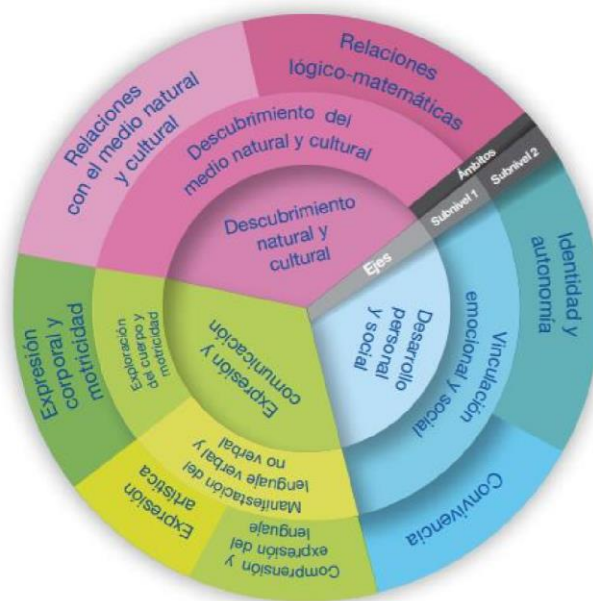 Relaciones
lógico-matemáticas
Relaciones
con el medio natural
y cultural
Descubrimiento del
medio natural y cultural
Descubrimiento
natural y
cultural
Ámbitos
Subnivel 1
Subnivel 2
Ejes
Identidad y
autonomía
Vinculación
emocional y social
Desarrollo
personal
y social
Convivencia
Expresión y
comunicación
Exploración
del cuerpo y
motricidad
Expresión
corporal y
motricidad
Manifestación del
lenguaje verbal y
no verbal
Expresión
artística
Comprensión y
expresión del
lenguaje